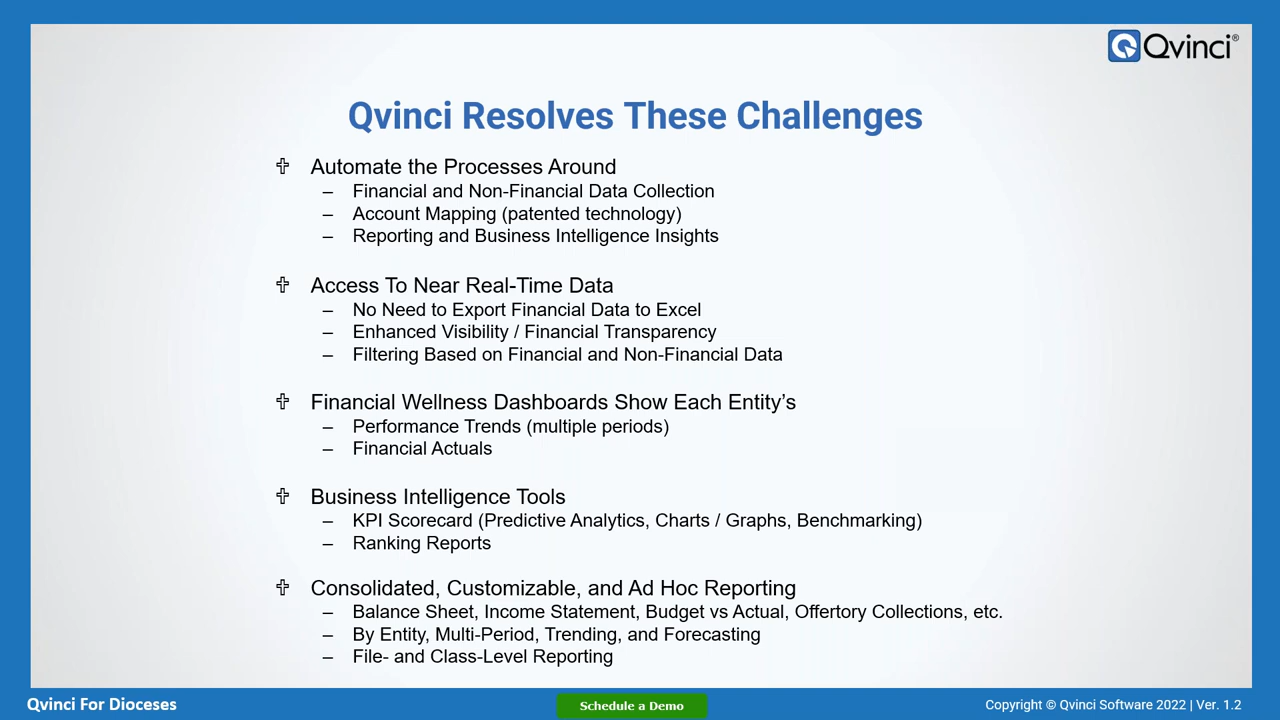 Qvinci®
Qvinci Resolves These Challenges
✞ Automate the Processes Around
– Financial and Non-Financial Data Collection
– Account Mapping (patented technology)
– Reporting and Business Intelligence Insights
✞ Access To Near Real-Time Data
– No Need to Export Financial Data to Excel
– Enhanced Visibility / Financial Transparency
– Filtering Based on Financial and Non-Financial Data
✞ Financial Wellness Dashboards Show Each Entity’s
– Performance Trends (multiple periods)
– Financial Actuals
✞ Business Intelligence Tools
– KPI Scorecard (Predictive Analytics, Charts / Graphs, Benchmarking)
– Ranking Reports
✞ Consolidated, Customizable, and Ad Hoc Reporting
– Balance Sheet, Income Statement, Budget vs Actual, Offertory Collections, etc.
– By Entity, Multi-Period, Trending, and Forecasting
– File- and Class-Level Reporting
Qvinci For Dioceses
Schedule a Demo
Copyright © Qvinci Software 2022 | Ver. 1.2